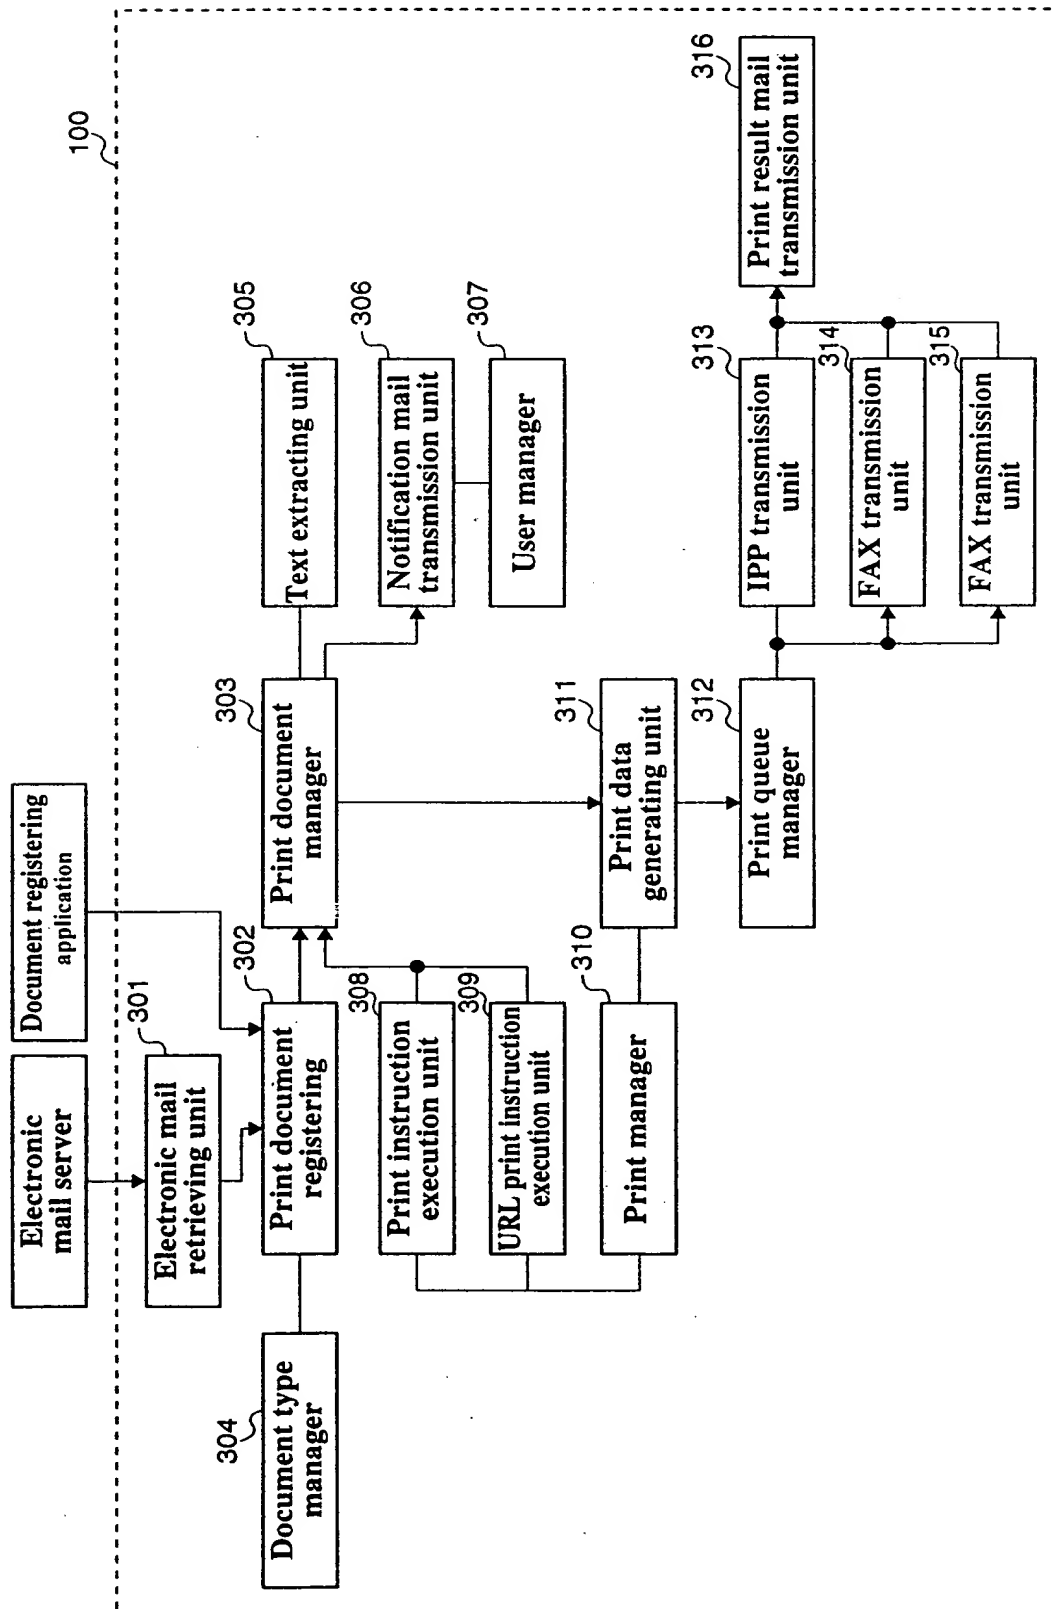 100
Electronic
mail server
Document registering
application
301
Electronic mail
retrieving unit
304
Document type
manager
302
Print document
registering
303
Print document
manager
305
Text extracting unit
306
Notification mail
transmission unit
307
User manager
308
Print instruction
execution unit
309
URL print instruction
execution unit
310
Print manager
311
Print data
generating unit
312
Print queue
manager
313
IPP transmission
unit
314
FAX transmission
unit
315
FAX transmission
unit
316
Print result mail
transmission unit